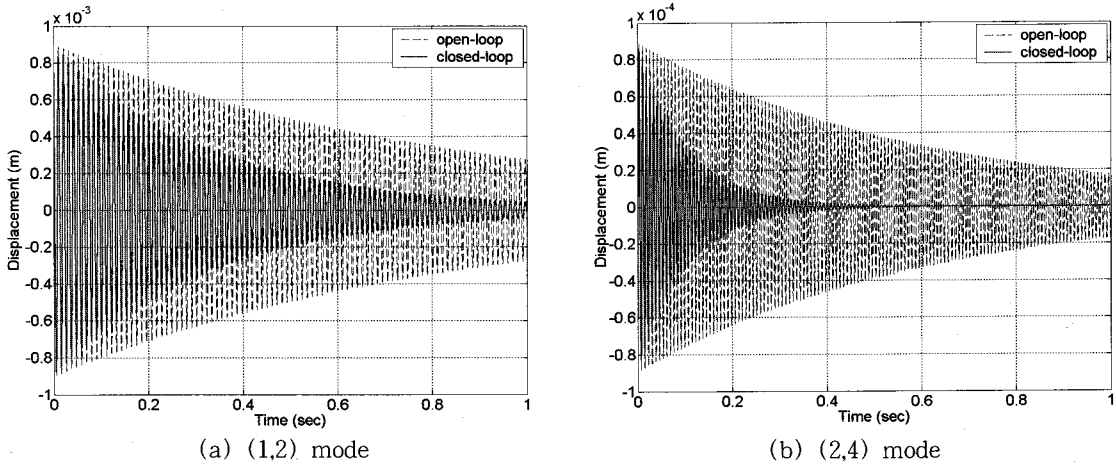 1 x 10⁻³
open-loop
closed-loop
0.8
0.6
0.4
0.2
0
-0.2
-0.4
-0.6
-0.8
-1
Displacement (m)
0 0.2 0.4 0.6 0.8 1
Time (sec)
(a) (1,2) mode
1 x 10⁻⁴
open-loop
closed-loop
0.8
0.6
0.4
0.2
0
-0.2
-0.4
-0.6
-0.8
-1
Displacement (m)
0 0.2 0.4 0.6 0.8 1
Time (sec)
(b) (2,4) mode